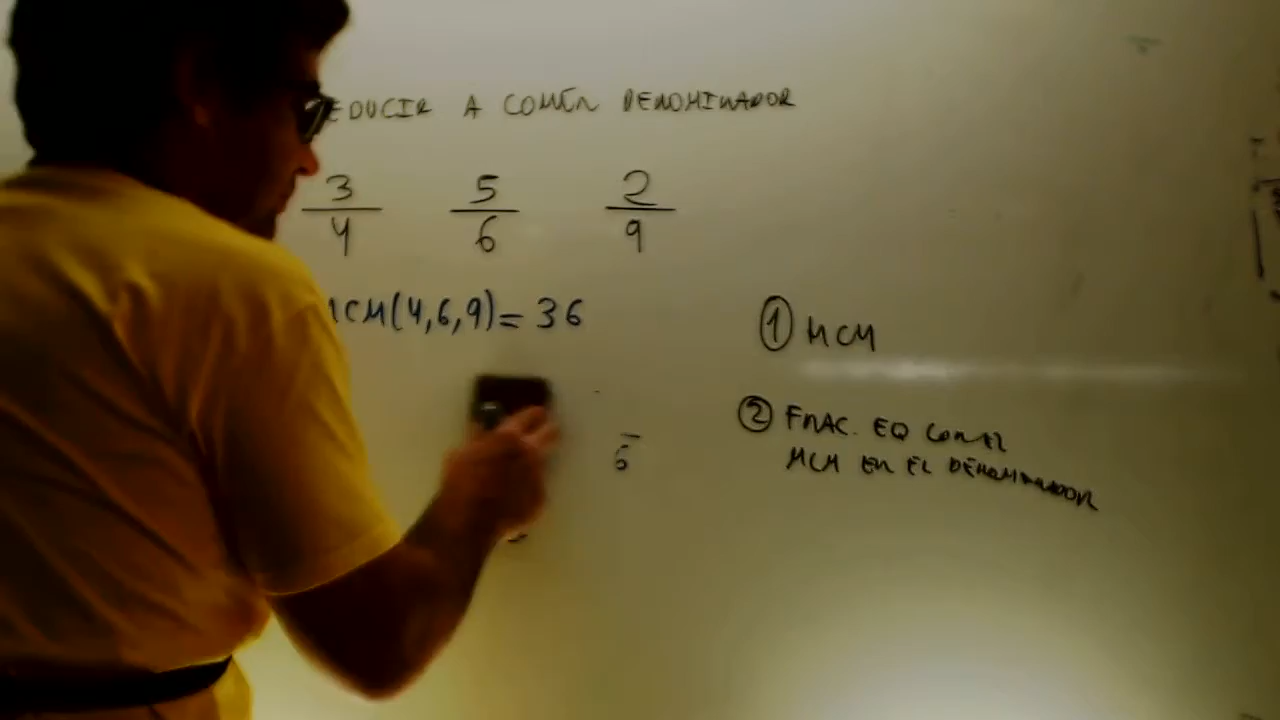 EDUCIR A COMÚN DENOMINADOR
3 5 2
4 6 9
MCM(4,6,9)=36
① MCM
6
② FRAC. EQ CON EL
MCM EN EL DENOMINADOR